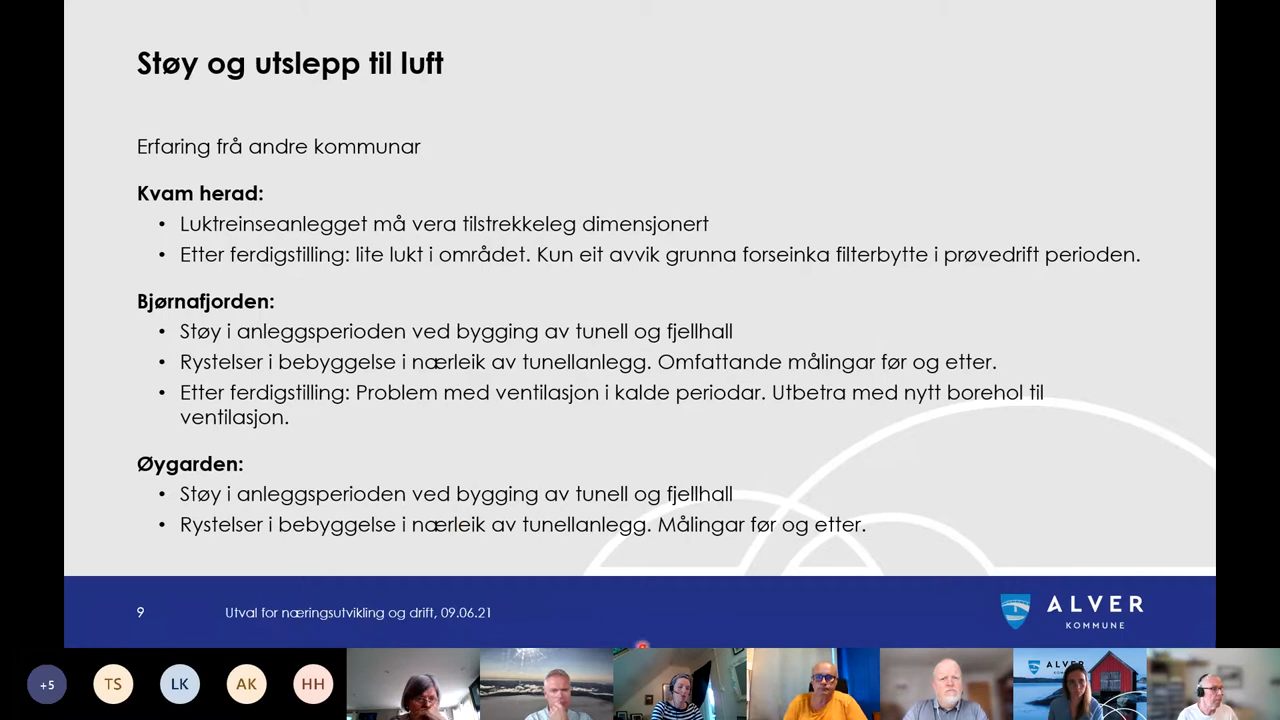 Støy og utslepp til luft
Erfaring frå andre kommunar
Kvam herad:
• Luktreinseanlegget må vera tilstrekkeleg dimensjonert
• Etter ferdigstilling: lite lukt i området. Kun eit avvik grunna forseinka filterbytte i prøvedrift perioden.
Bjørnafjorden:
• Støy i anleggsperioden ved bygging av tunell og fjellhall
• Rystelser i bebyggelse i nærleik av tunellanlegg. Omfattande målingar før og etter.
• Etter ferdigstilling: Problem med ventilasjon i kalde periodar. Utbetra med nytt borehol til
ventilasjon.
Øygarden:
• Støy i anleggsperioden ved bygging av tunell og fjellhall
• Rystelser i bebyggelse i nærleik av tunellanlegg. Målingar før og etter.
9
Utval for næringsutvikling og drift, 09.06.21
ALVER
KOMMUNE
+5
TS
LK
AK
HH
ALVER